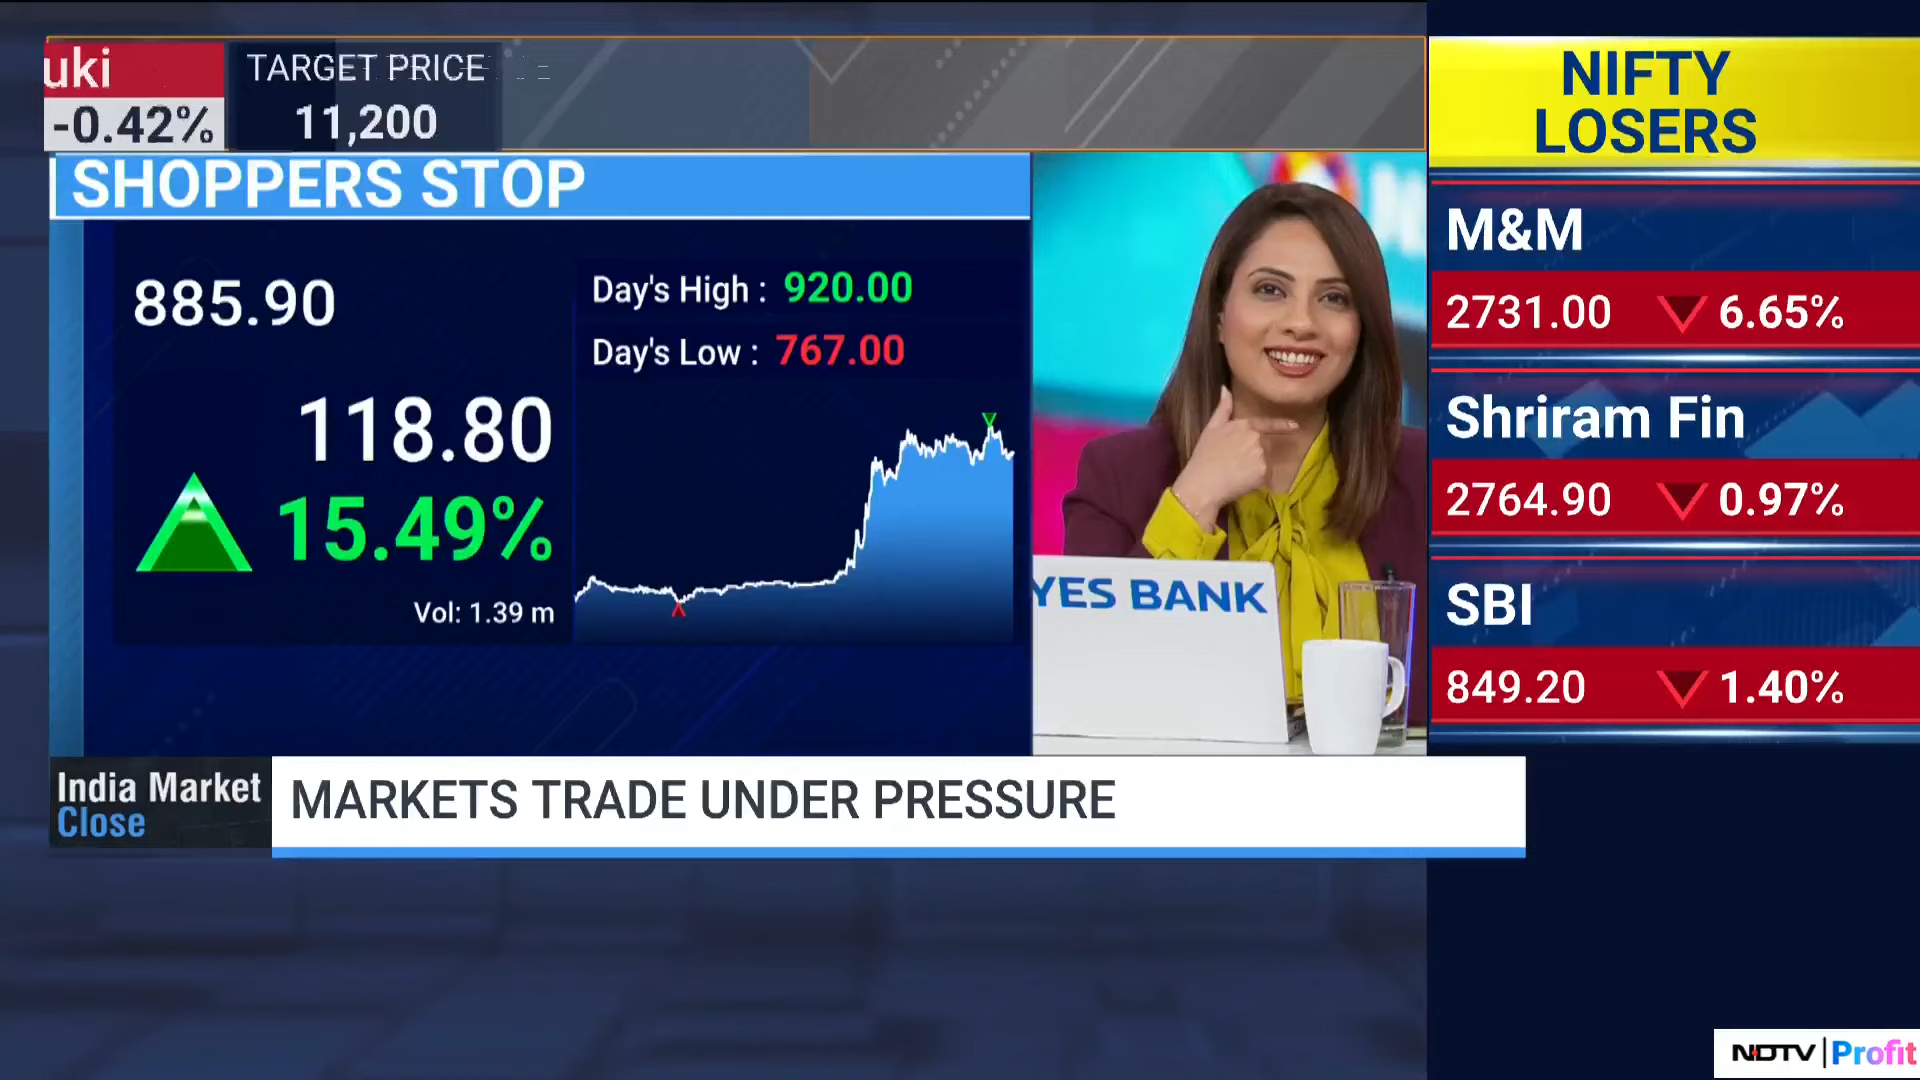 uki
-0.42%
TARGET PRICE
11,200
SHOPPERS STOP
885.90
118.80
15.49%
Vol: 1.39 m
Day's High : 920.00
Day's Low : 767.00
YES BANK
NIFTY
LOSERS
M&M
2731.00 6.65%
Shriram Fin
2764.90 0.97%
SBI
849.20 1.40%
India Market
Close
MARKETS TRADE UNDER PRESSURE
NDTV Profit